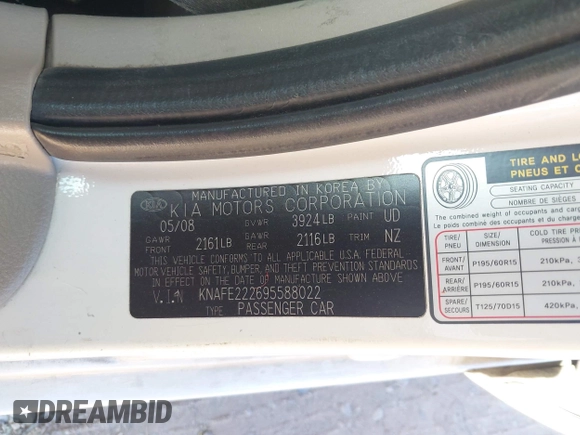 MANUFACTURED IN KOREA BY
KIA KIA MOTORS CORPORATION
05/08 GVWR 3924LB PAINT UD
GAWR FRONT 2161LB GAWR REAR 2116LB TRIM NZ
THIS VEHICLE CONFORMS TO ALL APPLICABLE U.S.A. FEDERAL
MOTOR VEHICLE SAFETY, BUMPER, AND THEFT PREVENTION STANDARDS
IN EFFECT ON THE DATE OF MANUFACTURE SHOWN ABOVE
V.I.N KNAFE222695588022
TYPE PASSENGER CAR
TIRE AND LO
PNEUS ET C
SEATING CAPACITY
NOMBRE DE SIÈGES
The combined weight of occupants and cargo
Le poids combiné des occupants et du charg
TIRE/ PNEU SIZE/ DIMENSION COLD TIRE PR
PRESSION À
FRONT/ AVANT P195/60R15 210kPa, 3
REAR/ ARRIÈRE P195/60R15 210kPa,
SPARE/ SECOURS T125/70D15 420kPa,
DREAMBID